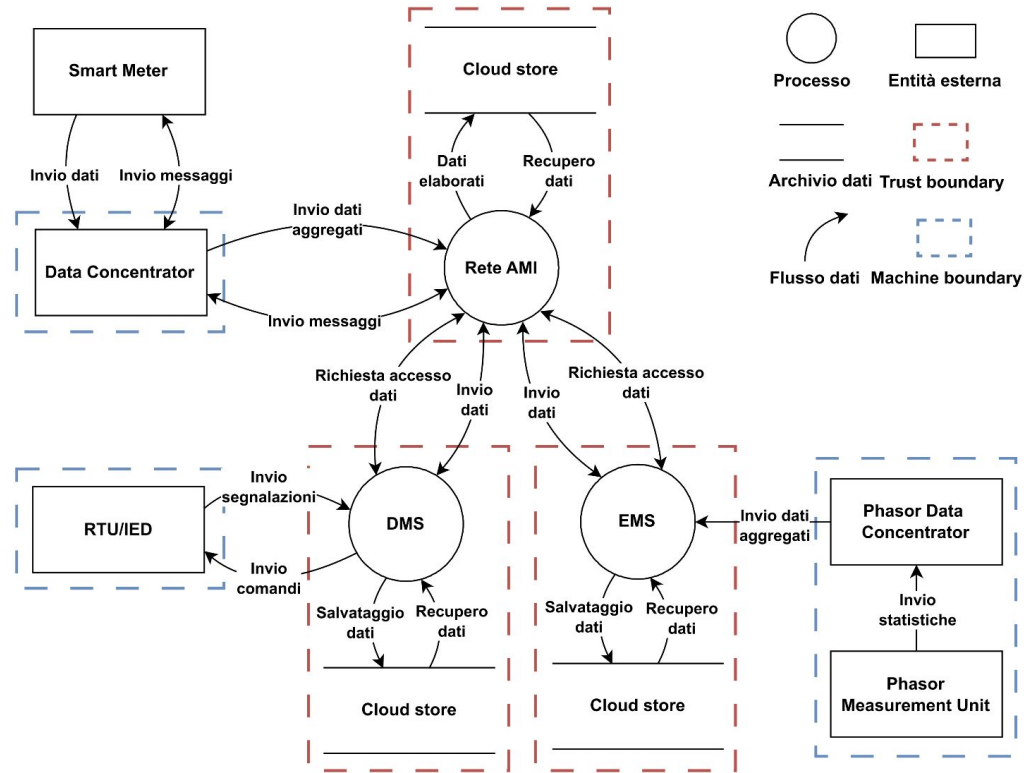 Smart Meter
Invio dati
Invio messaggi
Data Concentrator
Invio dati
aggregati
Invio messaggi
Cloud store
Dati
elaborati
Recupero
dati
Rete AMI
Processo
Entità esterna
Archivio dati
Trust boundary
Flusso dati
Machine boundary
Richiesta accesso
dati
Invio
dati
Invio
dati
Richiesta accesso
dati
RTU/IED
Invio
segnalazioni
Invio
comandi
DMS
Salvataggio
dati
Recupero
dati
Cloud store
EMS
Salvataggio
dati
Recupero
dati
Cloud store
Invio dati
aggregati
Phasor Data
Concentrator
Invio
statistiche
Phasor
Measurement Unit